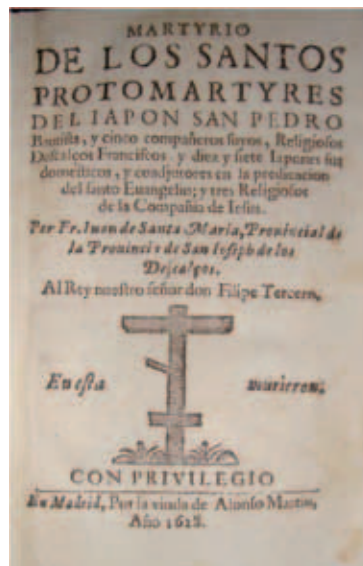 MARTYRIO
DE LOS SANTOS
PROTOMARTYRES
DEL IAPON SAN PEDRO
Bautista, y cinco compañeros suyos, Religiosos
Descalços Franciscos y diez y siete Iapones sus
domesticos, y coadjutores en la predicacion
del santo Euangelio; y tres Religiosos
de la Compañia de Iesus.
Por Fr. Iuan de Santa Maria, Prouincial de
la Prouincia de San Ioseph de los
Descalços.
Al Rey nuestro señor don Filipe Tercero.
En esta murieron.
CON PRIVILEGIO
En Madrid, Por la viuda de Alonso Martin,
Año 1628.